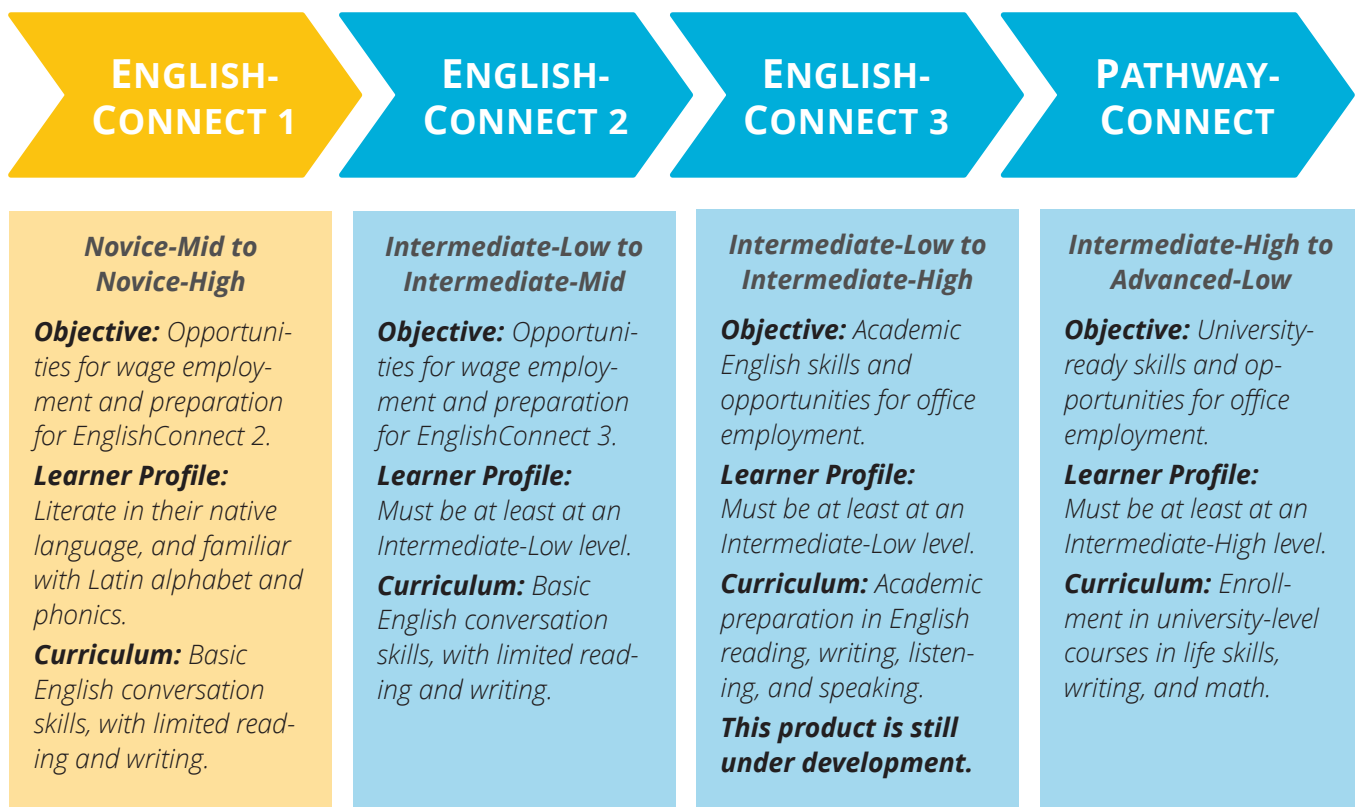 ENGLISH-
CONNECT 1
ENGLISH-
CONNECT 2
ENGLISH-
CONNECT 3
PATHWAY-
CONNECT
Novice-Mid to
Novice-High
Objective: Opportuni-
ties for wage employ-
ment and preparation
for EnglishConnect 2.
Learner Profile:
Literate in their native
language, and familiar
with Latin alphabet and
phonics.
Curriculum: Basic
English conversation
skills, with limited read-
ing and writing.
Intermediate-Low to
Intermediate-Mid
Objective: Opportuni-
ties for wage employ-
ment and preparation
for EnglishConnect 3.
Learner Profile:
Must be at least at an
Intermediate-Low level.
Curriculum: Basic
English conversation
skills, with limited read-
ing and writing.
Intermediate-Low to
Intermediate-High
Objective: Academic
English skills and
opportunities for office
employment.
Learner Profile:
Must be at least at an
Intermediate-Low level.
Curriculum: Academic
preparation in English
reading, writing, listen-
ing, and speaking.
This product is still
under development.
Intermediate-High to
Advanced-Low
Objective: University-
ready skills and op-
portunities for office
employment.
Learner Profile:
Must be at least at an
Intermediate-High level.
Curriculum: Enroll-
ment in university-level
courses in life skills,
writing, and math.